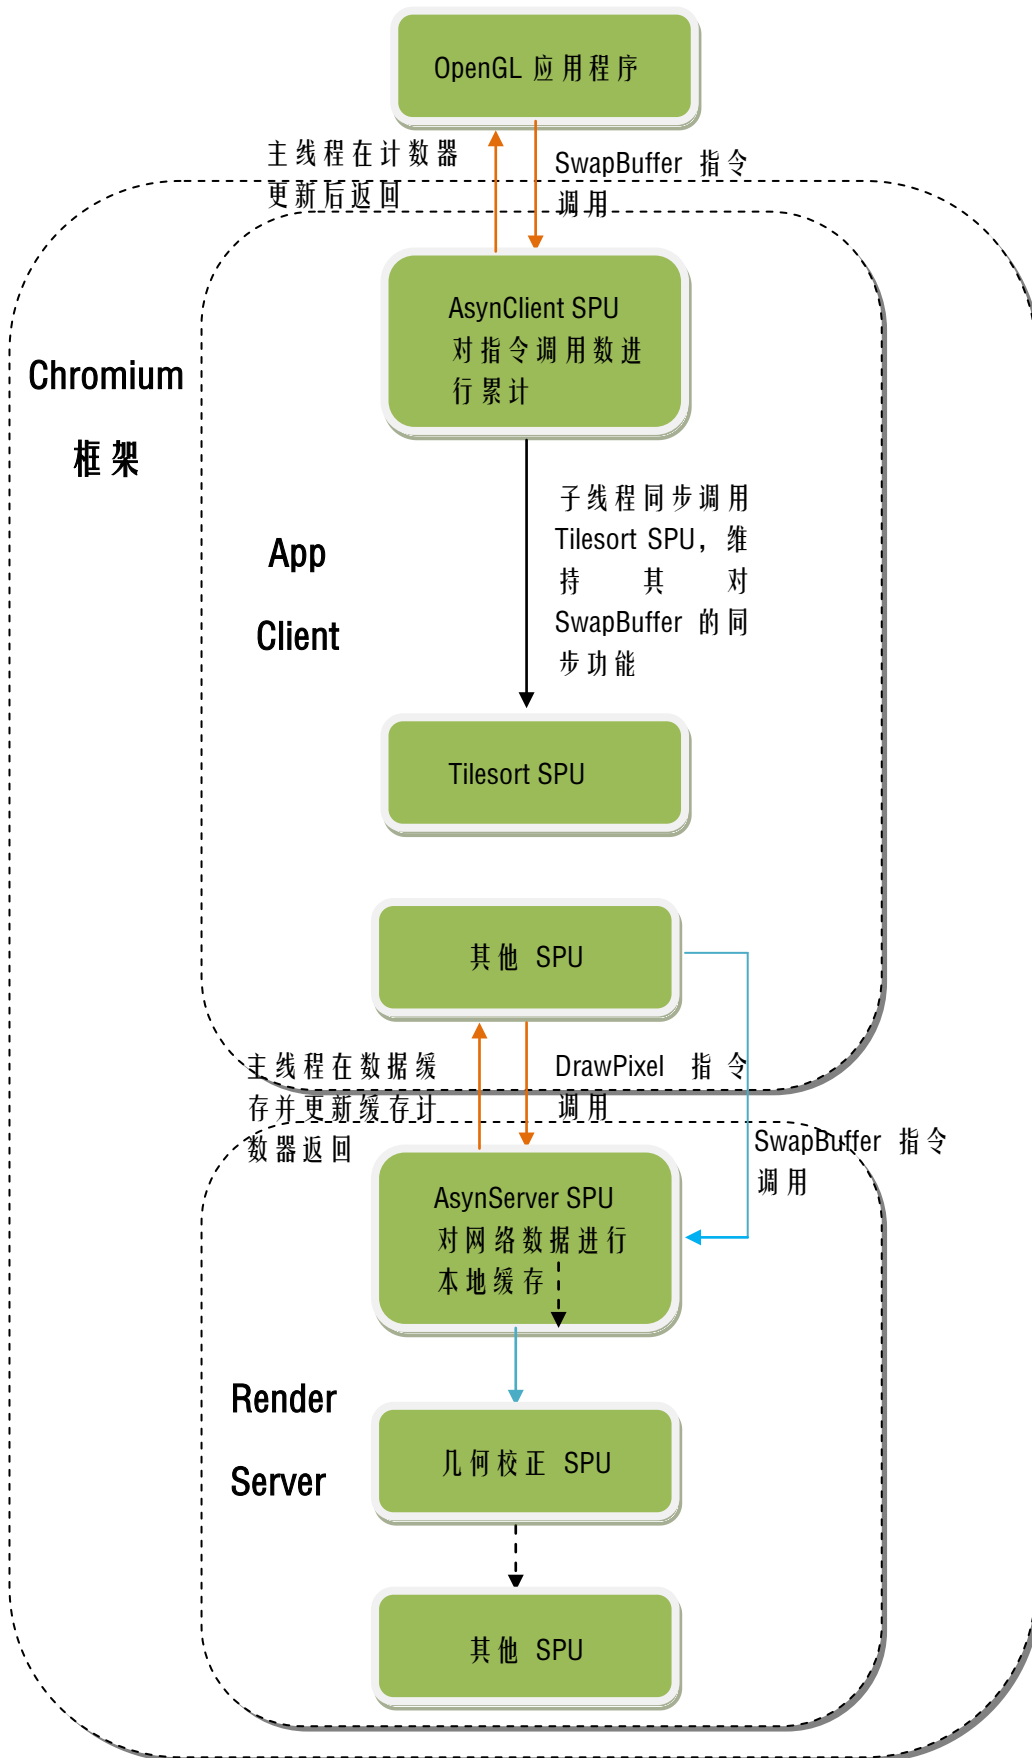 OpenGL 应用程序
主线程在计数器
更新后返回
SwapBuffer 指令
调用
AsynClient SPU
对指令调用数进
行累计
Chromium
框架
子线程同步调用
Tilesort SPU，维
持 其 对
SwapBuffer 的同
步功能
App
Client
Tilesort SPU
其他 SPU
主线程在数据缓
存并更新缓存计
数器返回
DrawPixel 指令
调用
SwapBuffer 指令
调用
AsynServer SPU
对网络数据进行
本地缓存
Render
Server
几何校正 SPU
其他 SPU